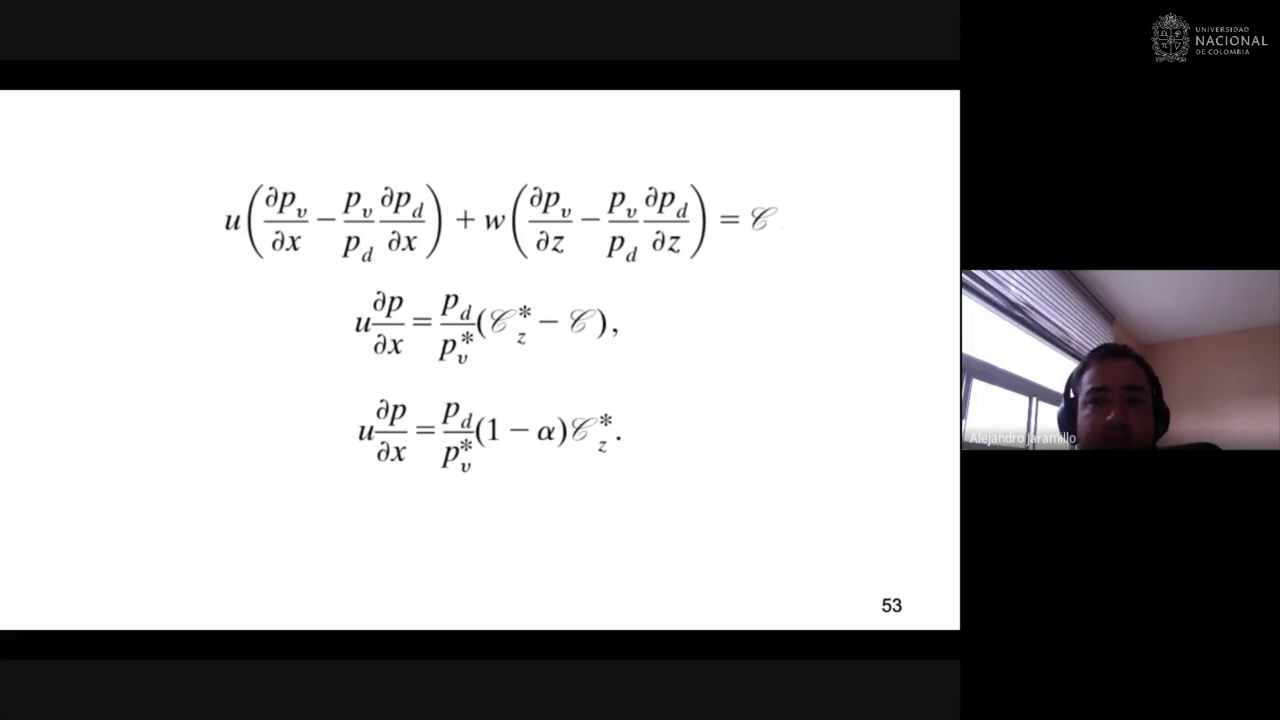 UNIVERSIDAD
NACIONAL
DE COLOMBIA
u(∂p_v/∂x − p_v/p_d ∂p_d/∂x) + w(∂p_v/∂z − p_v/p_d ∂p_d/∂z) = 𝒞
u ∂p/∂x = p_d/p_v^* (𝒞_z^* − 𝒞),
u ∂p/∂x = p_d/p_v^* (1 − α)𝒞_z^*.
Alejandro Jaramillo
53